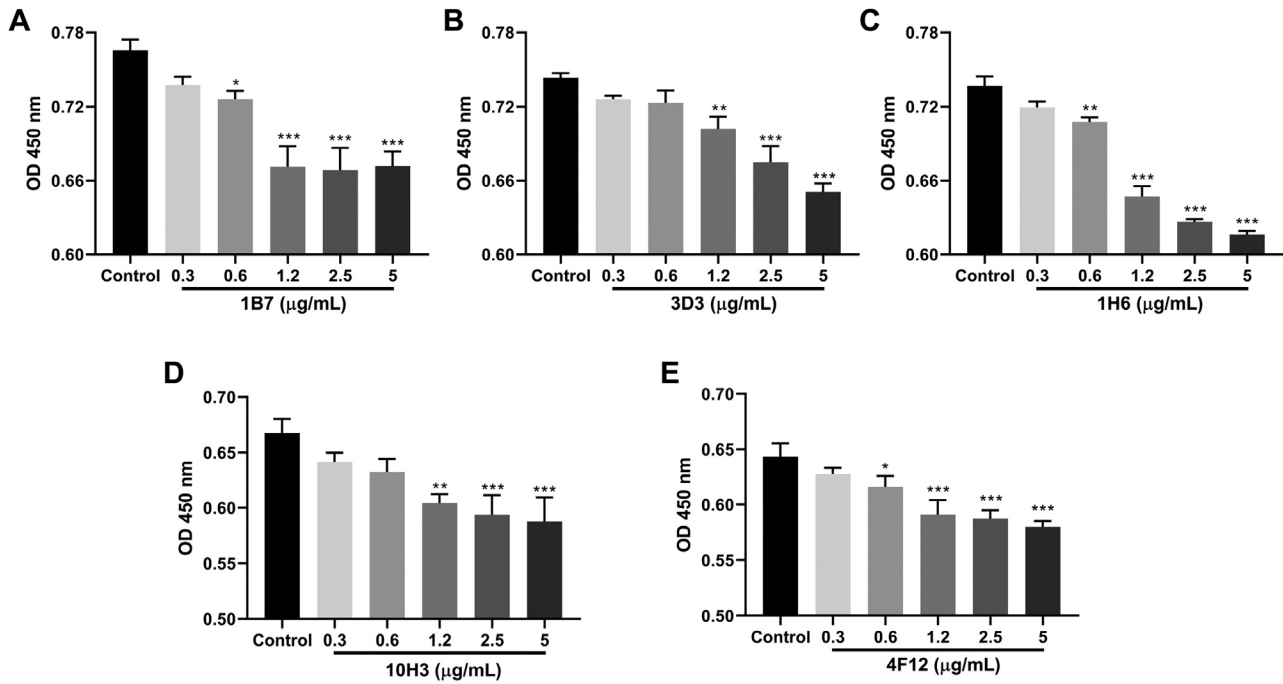 A
OD 450 nm
0.78
0.72
0.66
0.60
*
***
***
***
Control 0.3 0.6 1.2 2.5 5
1B7 (μg/mL)
B
OD 450 nm
0.78
0.72
0.66
0.60
**
***
***
Control 0.3 0.6 1.2 2.5 5
3D3 (μg/mL)
C
OD 450 nm
0.78
0.72
0.66
0.60
**
***
***
***
Control 0.3 0.6 1.2 2.5 5
1H6 (μg/mL)
D
OD 450 nm
0.70
0.65
0.60
0.55
0.50
**
***
***
Control 0.3 0.6 1.2 2.5 5
10H3 (μg/mL)
E
OD 450 nm
0.70
0.65
0.60
0.55
0.50
*
***
***
***
Control 0.3 0.6 1.2 2.5 5
4F12 (μg/mL)